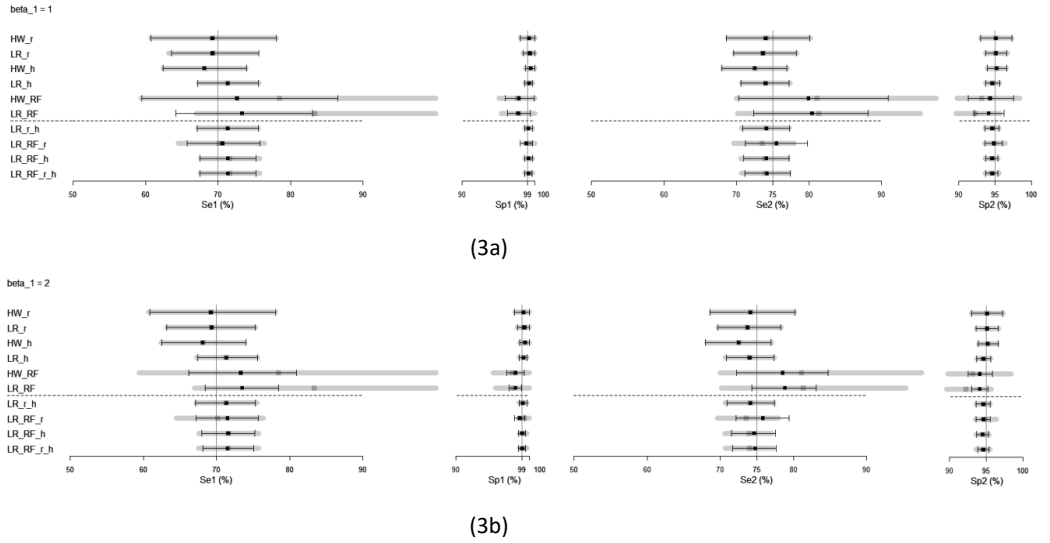 beta_1 = 1
HW_r
LR_r
HW_h
LR_h
HW_RF
LR_RF
LR_r_h
LR_RF_r
LR_RF_h
LR_RF_r_h
50 60 70 80 90 90 99 100 50 60 70 80 90 90 95 100
Se1 (%) Sp1 (%) Se2 (%) Sp2 (%)
(3a)
beta_1 = 2
HW_r
LR_r
HW_h
LR_h
HW_RF
LR_RF
LR_r_h
LR_RF_r
LR_RF_h
LR_RF_r_h
50 60 70 80 90 90 99 100 50 60 70 80 90 90 95 100
Se1 (%) Sp1 (%) Se2 (%) Sp2 (%)
(3b)